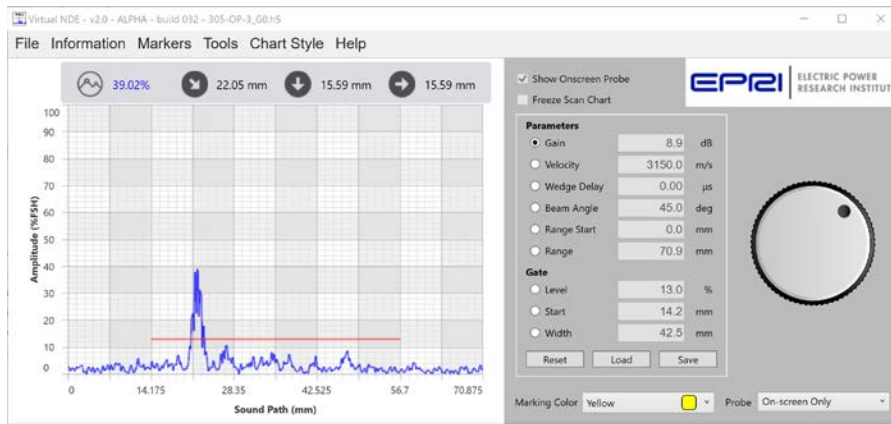 Virtual NDE - v2.0 - ALPHA - build 032 - 305-OP-3_G0.h5
File Information Markers Tools Chart Style Help
39.02% 22.05 mm 15.59 mm 15.59 mm
100
90
80
70
60
50
40
30
20
10
0
Amplitude (%FSH)
0 14.175 28.35 42.525 56.7 70.875
Sound Path (mm)
Show Onscreen Probe
Freeze Scan Chart
EPRI ELECTRIC POWER
RESEARCH INSTITUT
Parameters
Gain 8.9 dB
Velocity 3150.0 m/s
Wedge Delay 0.00 µs
Beam Angle 45.0 deg
Range Start 0.0 mm
Range 70.9 mm
Gate
Level 13.0 %
Start 14.2 mm
Width 42.5 mm
Reset Load Save
Marking Color Yellow Probe On-screen Only